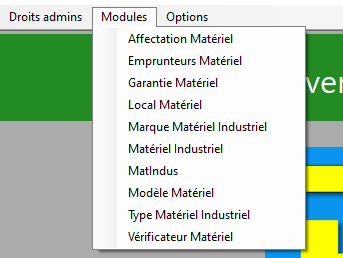 Droits admins Modules Options
Affectation Matériel
Emprunteurs Matériel
Garantie Matériel
Local Matériel
Marque Matériel Industriel
Matériel Industriel
MatIndus
Modèle Matériel
Type Matériel Industriel
Vérificateur Matériel